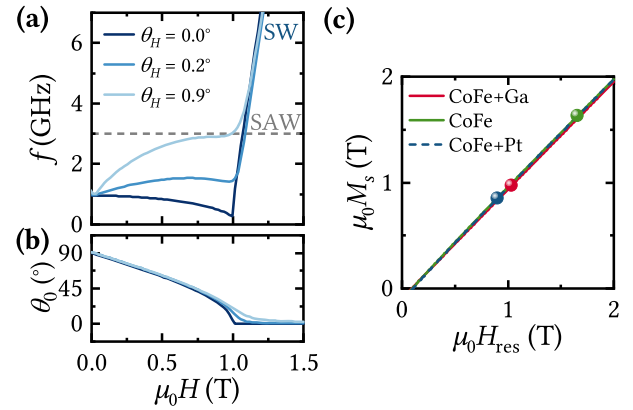 (a)
6
4
2
0
f (GHz)
θH = 0.0°
θH = 0.2°
θH = 0.9°
SW
SAW
(b)
90
45
0
θ0 (°)
0.0 0.5 1.0 1.5
μ0H (T)
(c)
2
1
0
μ0Ms (T)
CoFe+Ga
CoFe
CoFe+Pt
0 1 2
μ0Hres (T)